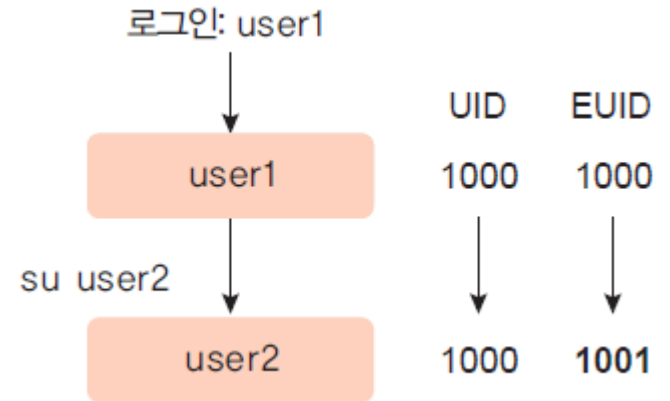 로그인: user1
UID EUID
user1 1000 1000
su user2
user2 1000 1001